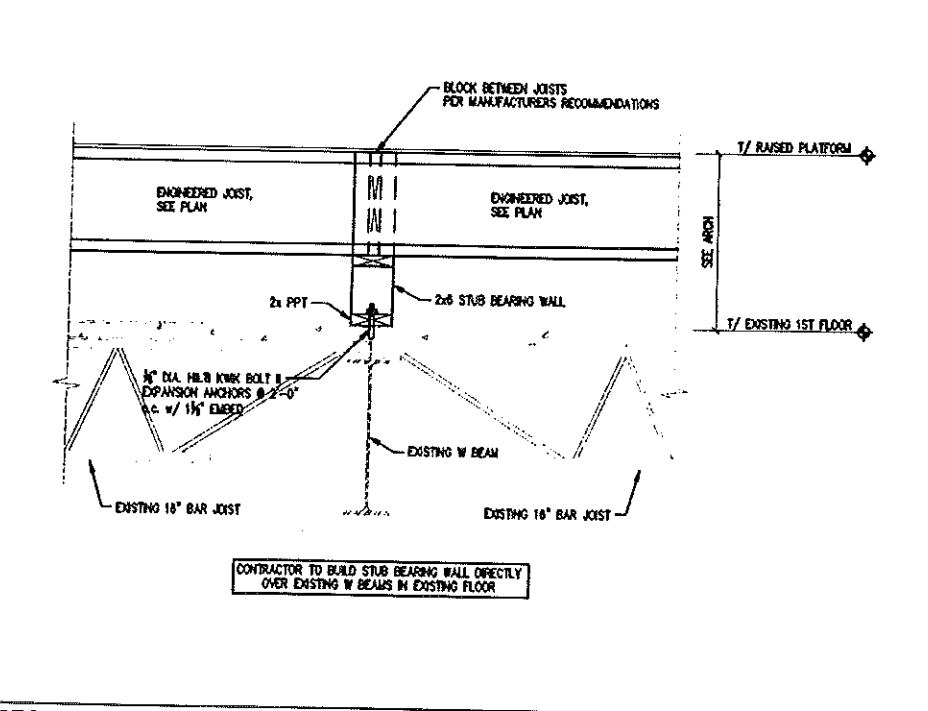 BLOCK BETWEEN JOISTS
PER MANUFACTURERS RECOMMENDATIONS
T/ RAISED PLATFORM
ENGINEERED JOIST,
SEE PLAN
ENGINEERED JOIST,
SEE PLAN
SEE ARCH
2x PPT
2x6 STUB BEARING WALL
T/ EXISTING 1ST FLOOR
DIA. HILTI KWIK BOLT II
EXPANSION ANCHORS @ 2'-0"
o.c. w/ EMBED
EXISTING W BEAM
EXISTING 16" BAR JOIST
EXISTING 16" BAR JOIST
CONTRACTOR TO BUILD STUB BEARING WALL DIRECTLY
OVER EXISTING W BEAMS IN EXISTING FLOOR